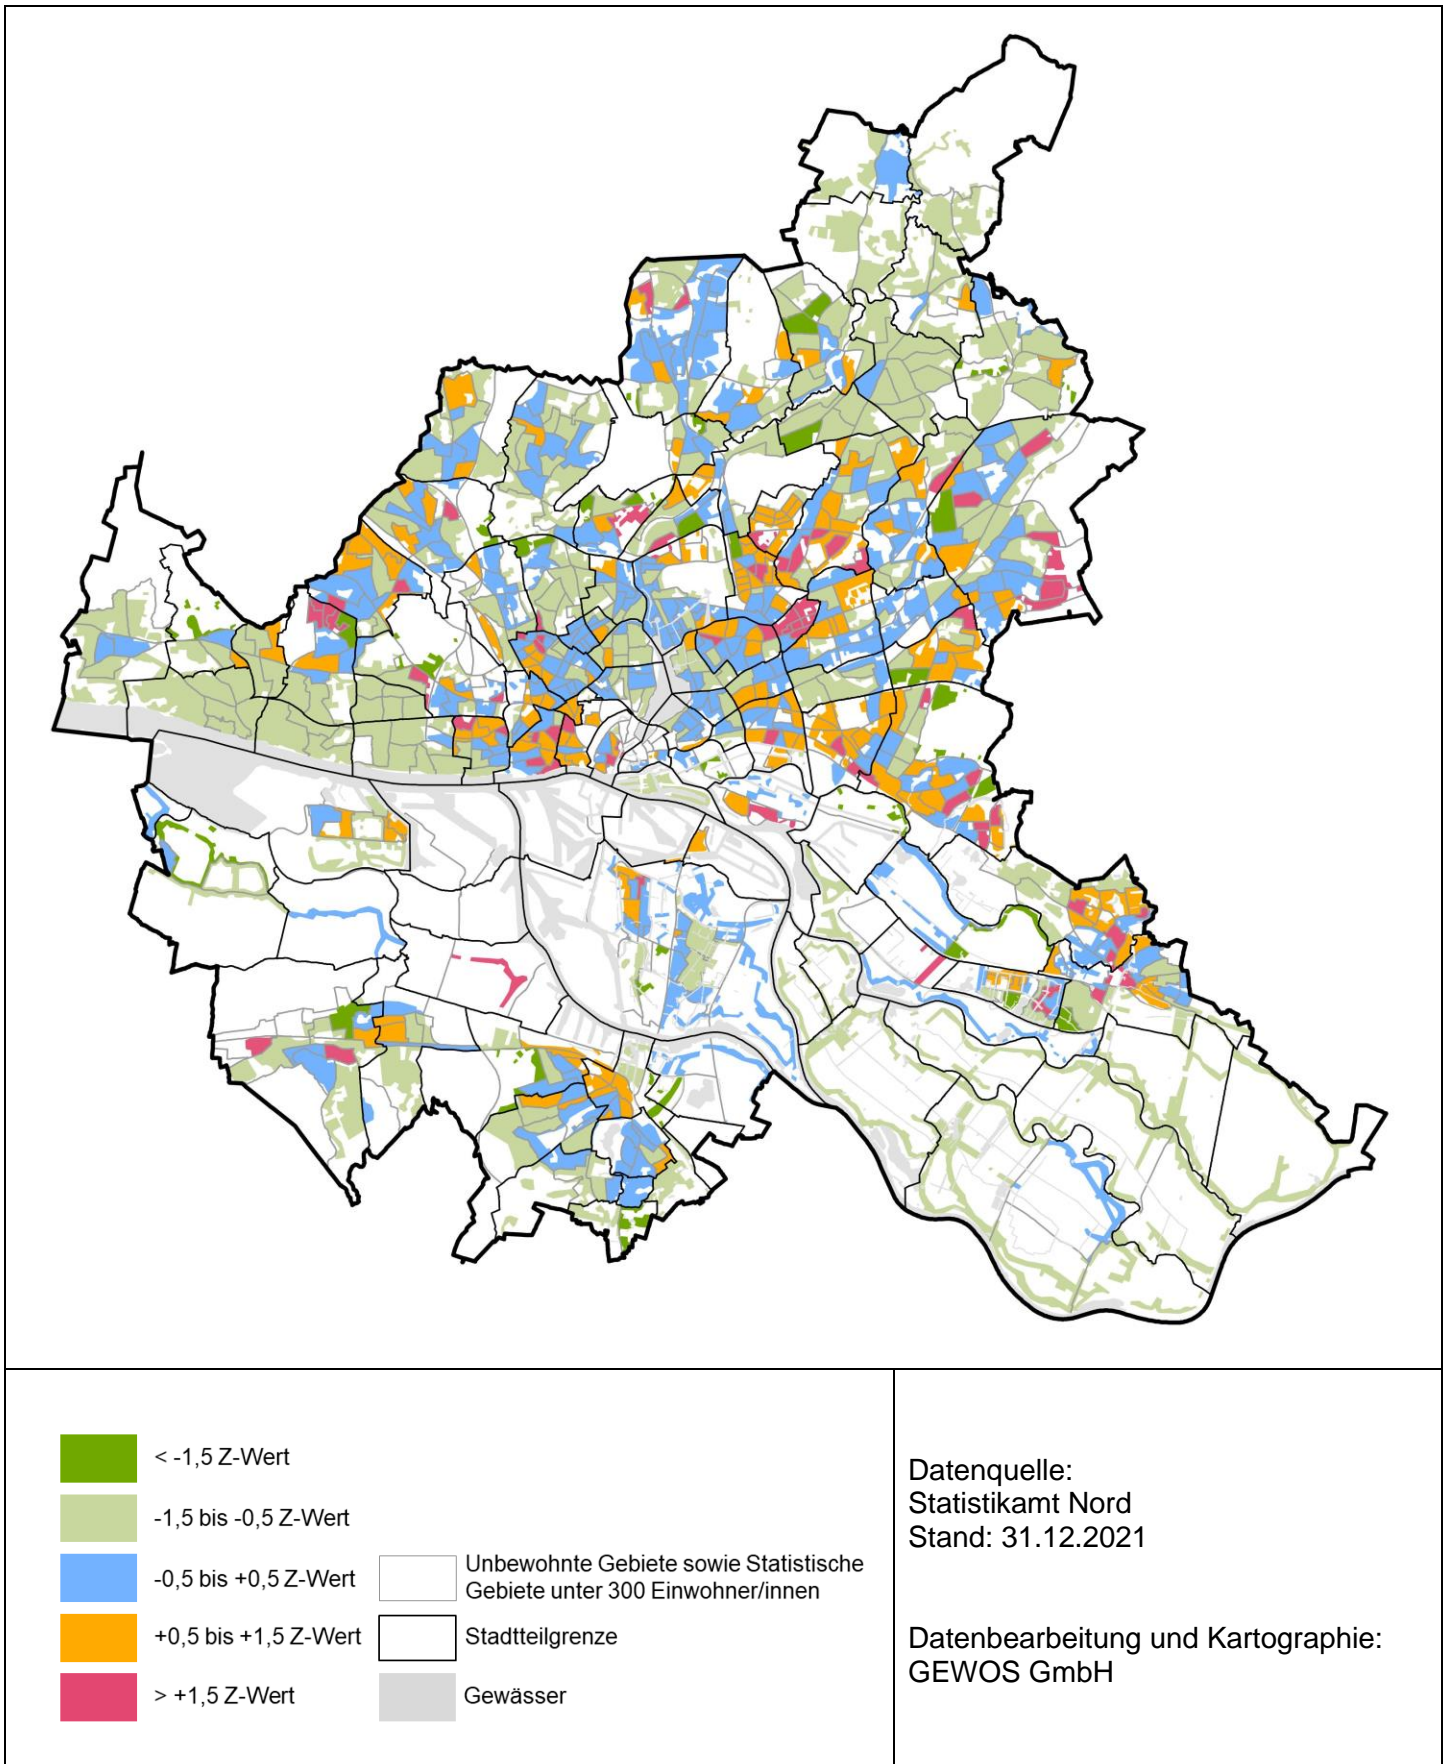 < -1,5 Z-Wert
-1,5 bis -0,5 Z-Wert
-0,5 bis +0,5 Z-Wert
+0,5 bis +1,5 Z-Wert
> +1,5 Z-Wert
Unbewohnte Gebiete sowie Statistische
Gebiete unter 300 Einwohner/innen
Stadtteilgrenze
Gewässer
Datenquelle:
Statistikamt Nord
Stand: 31.12.2021
Datenbearbeitung und Kartographie:
GEWOS GmbH